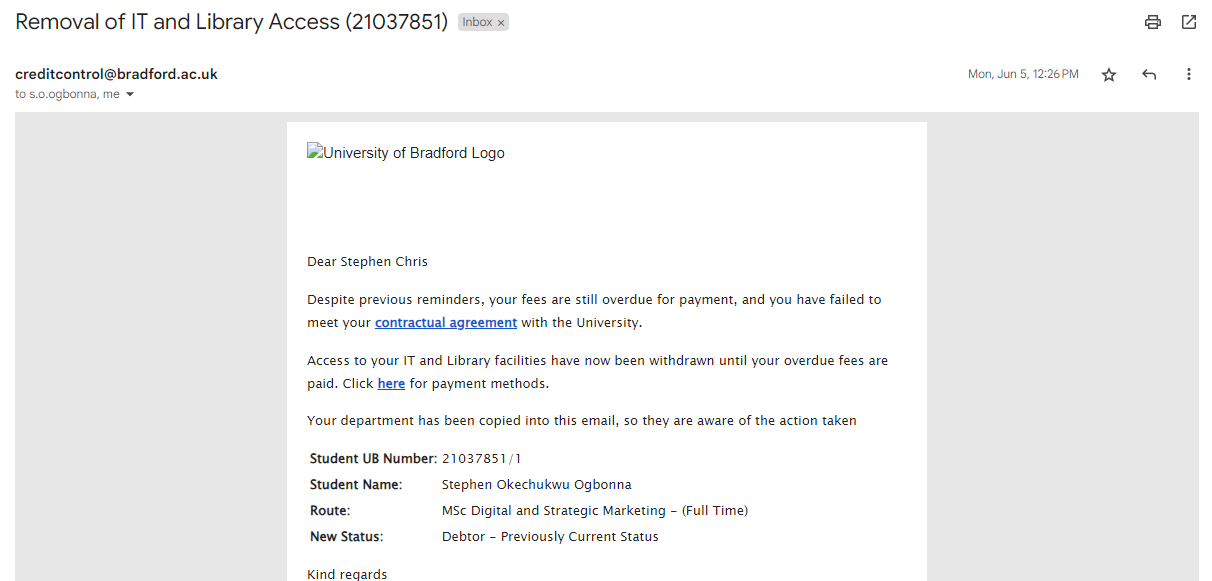 Removal of IT and Library Access (21037851) Inbox ×
creditcontrol@bradford.ac.uk
Mon, Jun 5, 12:26 PM
to s.o.ogbonna, me
University of Bradford Logo
Dear Stephen Chris
Despite previous reminders, your fees are still overdue for payment, and you have failed to
meet your contractual agreement with the University.
Access to your IT and Library facilities have now been withdrawn until your overdue fees are
paid. Click here for payment methods.
Your department has been copied into this email, so they are aware of the action taken
Student UB Number: 21037851/1
Student Name: Stephen Okechukwu Ogbonna
Route: MSc Digital and Strategic Marketing - (Full Time)
New Status: Debtor - Previously Current Status
Kind regards